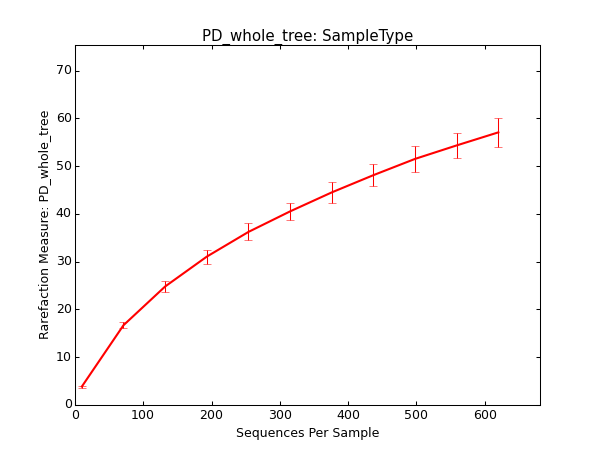 PD_whole_tree: SampleType
Rarefaction Measure: PD_whole_tree
70
60
50
40
30
20
10
0
0 100 200 300 400 500 600
Sequences Per Sample